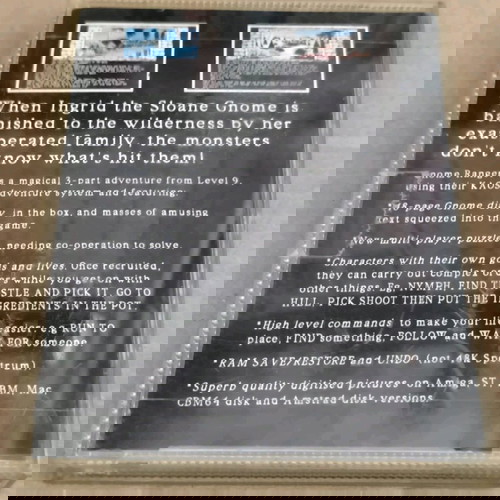 When Ingrid the Sloane Gnome is
banished to the wilderness by her
exasperated family, the monsters
don't know what's hit them!
Gnome Ranger
is a magical 3-part adventure from Level 9,
using their KAOS
adventure system and featuring:
*48-page Gnome diary in the box, and masses of amusing
text squeezed into the
game.
*New multi-player puzzles
needing co-operation to solve.
*Characters with their own goals
and lives. Once recruited,
they can carry out complex
orders while you get on with
other things: eg. NYMPH, FIND
THISTLE AND PICK IT. GO TO
HILL. PICK SHOOT THEN PUT THE
INGREDIENTS IN THE POT.
*High level commands to make your life
easier: e.g. RUN TO
place, FIND something, FOLLOW and WAIT FOR someone
*RAM SAVE/RESTORE and UNDO. (not 48K Spectrum)
*Superb quality digitised pictures on Amiga, ST,
IBM, Mac
CBM64 disk and Amstrad disk versions